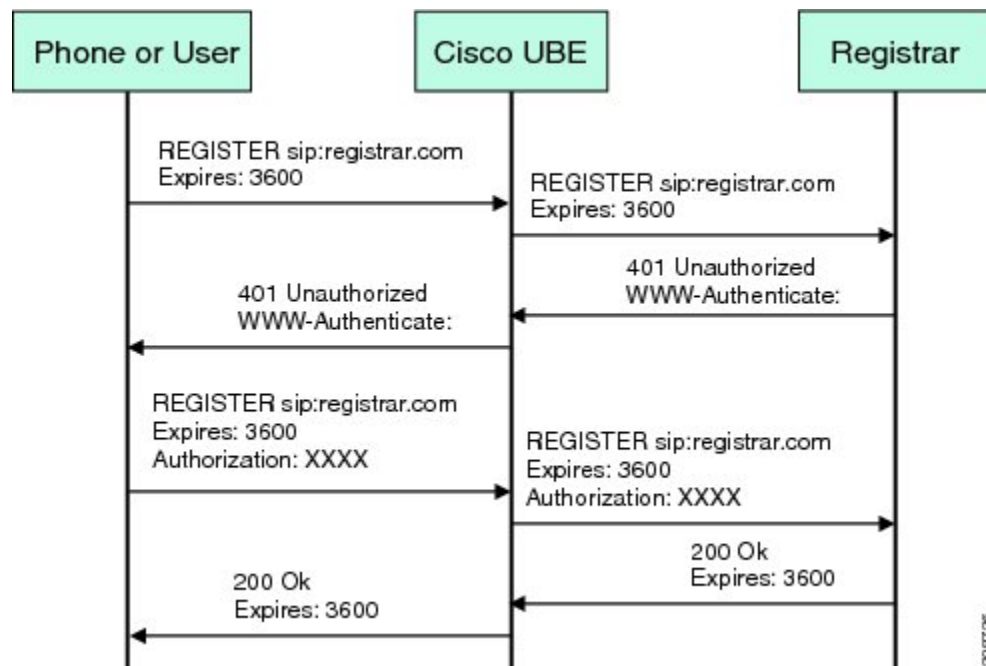 Phone or User
Cisco UBE
Registrar
REGISTER sip:registrar.com
Expires: 3600
REGISTER sip:registrar.com
Expires: 3600
401 Unauthorized
WWW-Authenticate:
401 Unauthorized
WWW-Authenticate:
REGISTER sip:registrar.com
Expires: 3600
Authorization: XXXX
REGISTER sip:registrar.com
Expires: 3600
Authorization: XXXX
200 Ok
Expires: 3600
200 Ok
Expires: 3600